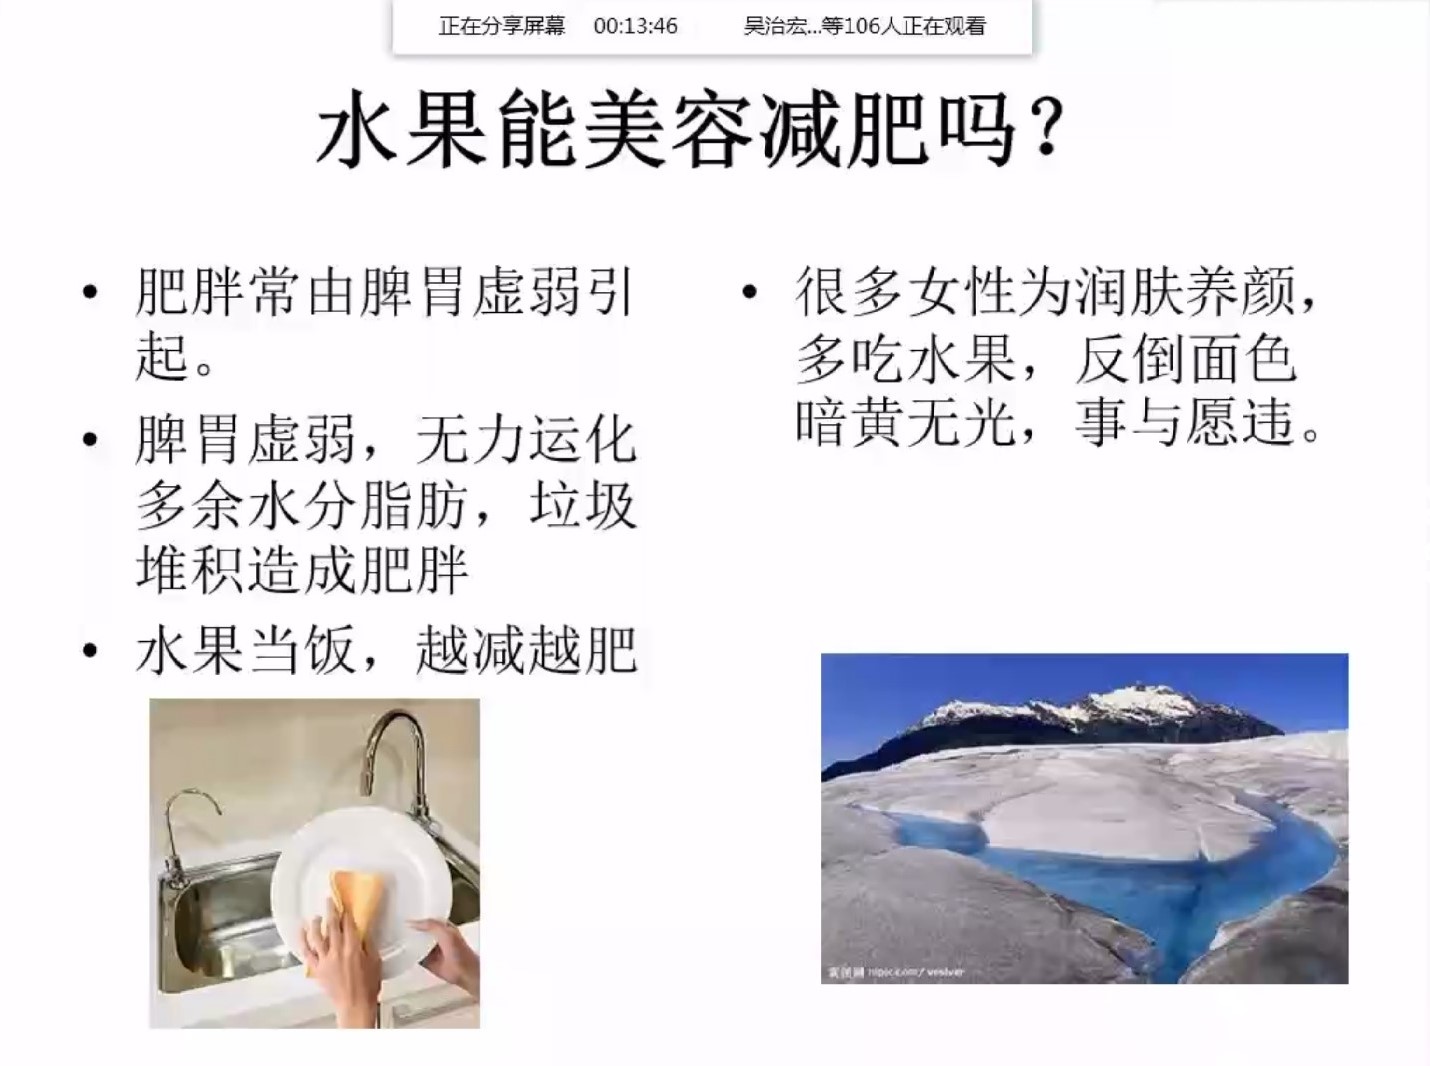 正在分享屏幕 00:13:46 吴治宏...等106人正在观看
水果能美容减肥吗？
• 肥胖常由脾胃虚弱引
起。
• 脾胃虚弱，无力运化
多余水分脂肪，垃圾
堆积造成肥胖
• 水果当饭，越减越肥
• 很多女性为润肤养颜，
多吃水果，反倒面色
暗黄无光，事与愿违。